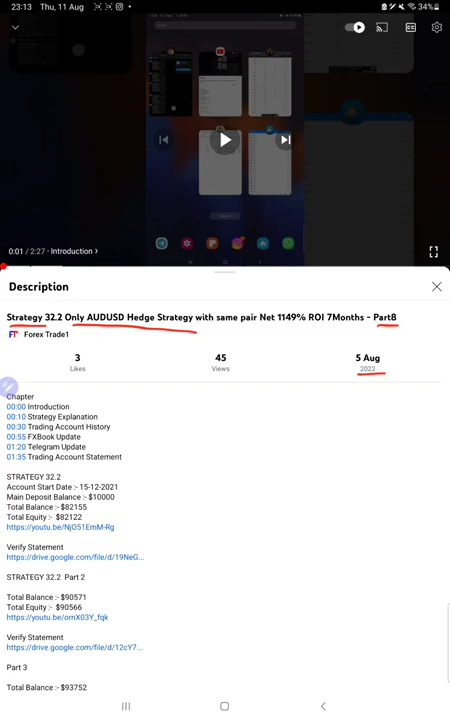 23:13 Thu, 11 Aug
34%
CC
0:01 / 2:27 · Introduction >
Description
Strategy 32.2 Only AUDUSD Hedge Strategy with same pair Net 1149% ROI 7Months - Part8
FT Forex Trade1
3 45 5 Aug
Likes Views 2022
Chapter
00:00 Introduction
00:10 Strategy Explanation
00:30 Trading Account History
00:55 FXBook Update
01:20 Telegram Update
01:35 Trading Account Statement
STRATEGY 32.2
Account Start Date :- 15-12-2021
Main Deposit Balance :- $10000
Total Balance :- $82155
Total Equity :- $82122
https://youtu.be/NjO51EmM-Rg
Verify Statement
https://drive.google.com/file/d/19NeG...
STRATEGY 32.2 Part 2
Total Balance :- $90571
Total Equity :- $90566
https://youtu.be/ornX03Y_fqk
Verify Statement
https://drive.google.com/file/d/12cY7...
Part 3
Total Balance :- $93752